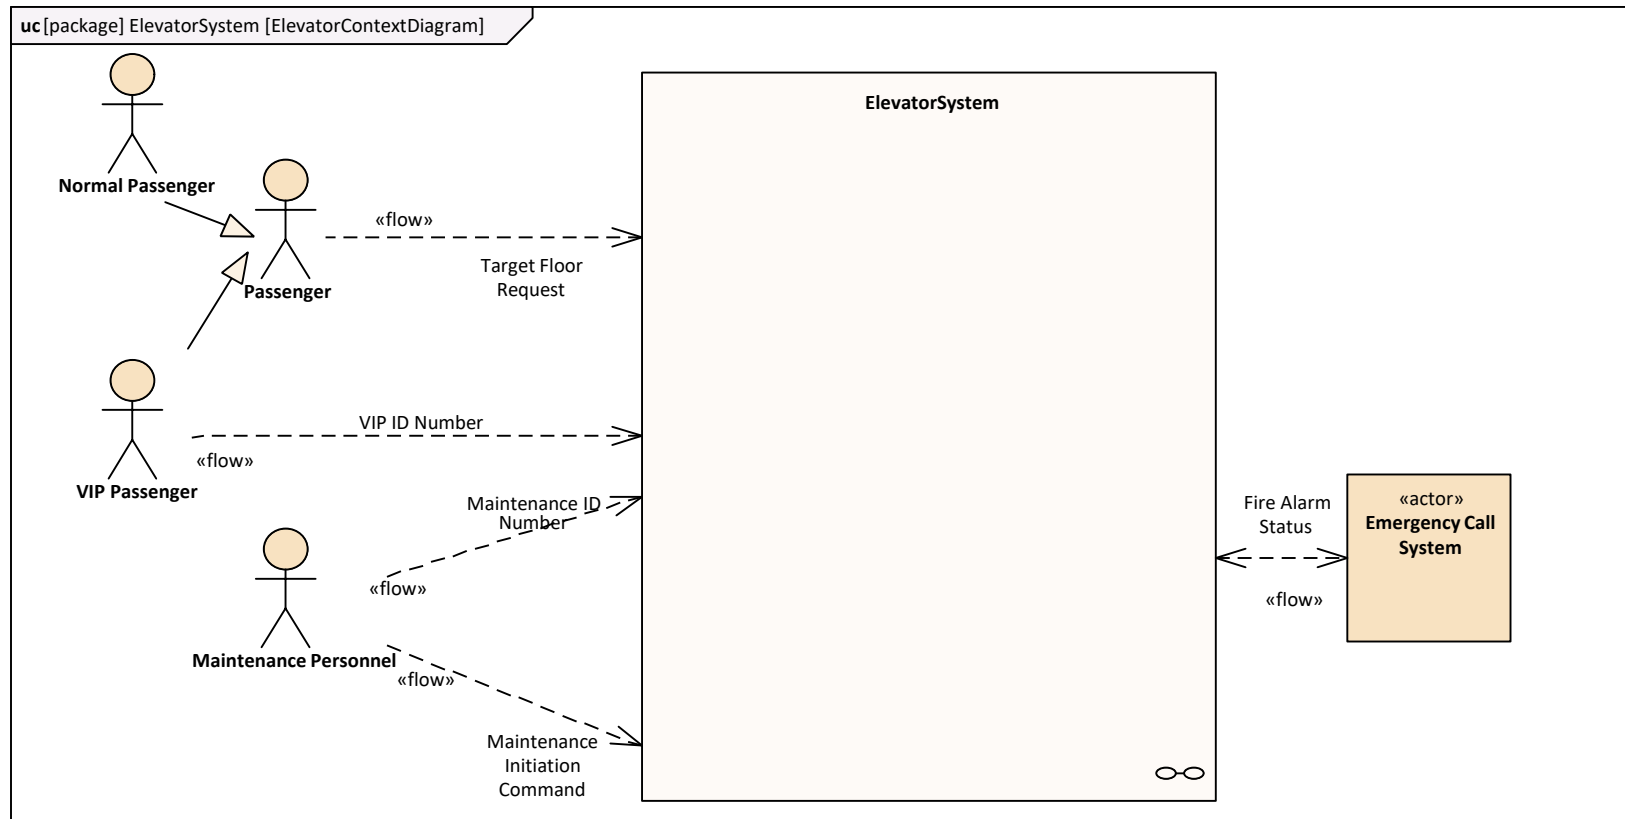 uc [package] ElevatorSystem [ElevatorContextDiagram]
ElevatorSystem
Normal Passenger
«flow»
Target Floor
Request
Passenger
VIP ID Number
«flow»
VIP Passenger
Maintenance ID
Number
«flow»
Maintenance Personnel
«flow»
Maintenance
Initiation
Command
Fire Alarm
Status
«flow»
«actor»
Emergency Call
System